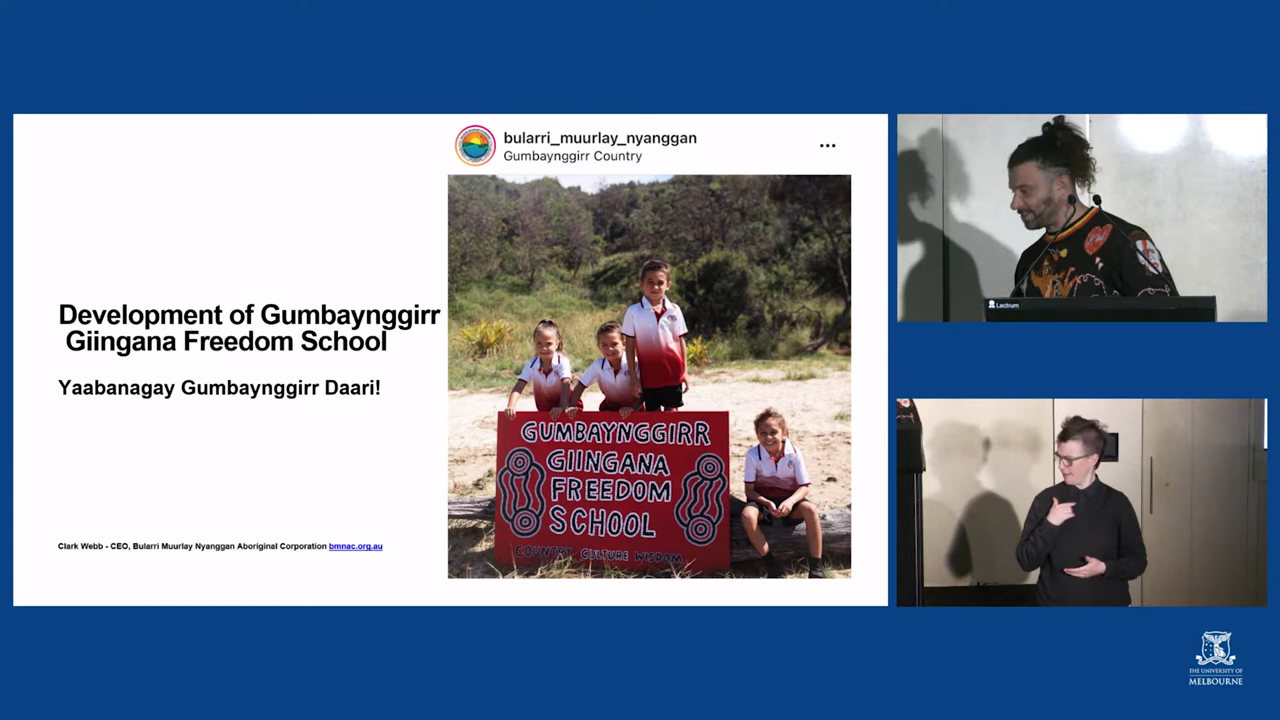 Development of Gumbaynggirr
Giingana Freedom School
Yaabanagay Gumbaynggirr Daari!
Clark Webb - CEO, Bularri Muurlay Nyanggan Aboriginal Corporation bmnac.org.au
bularri_muurlay_nyanggan
Gumbaynggirr Country
GUMBAYNGGIRR
GIINGANA
FREEDOM
SCHOOL
COUNTRY CULTURE WISDOM
Lectrum
THE UNIVERSITY OF
MELBOURNE